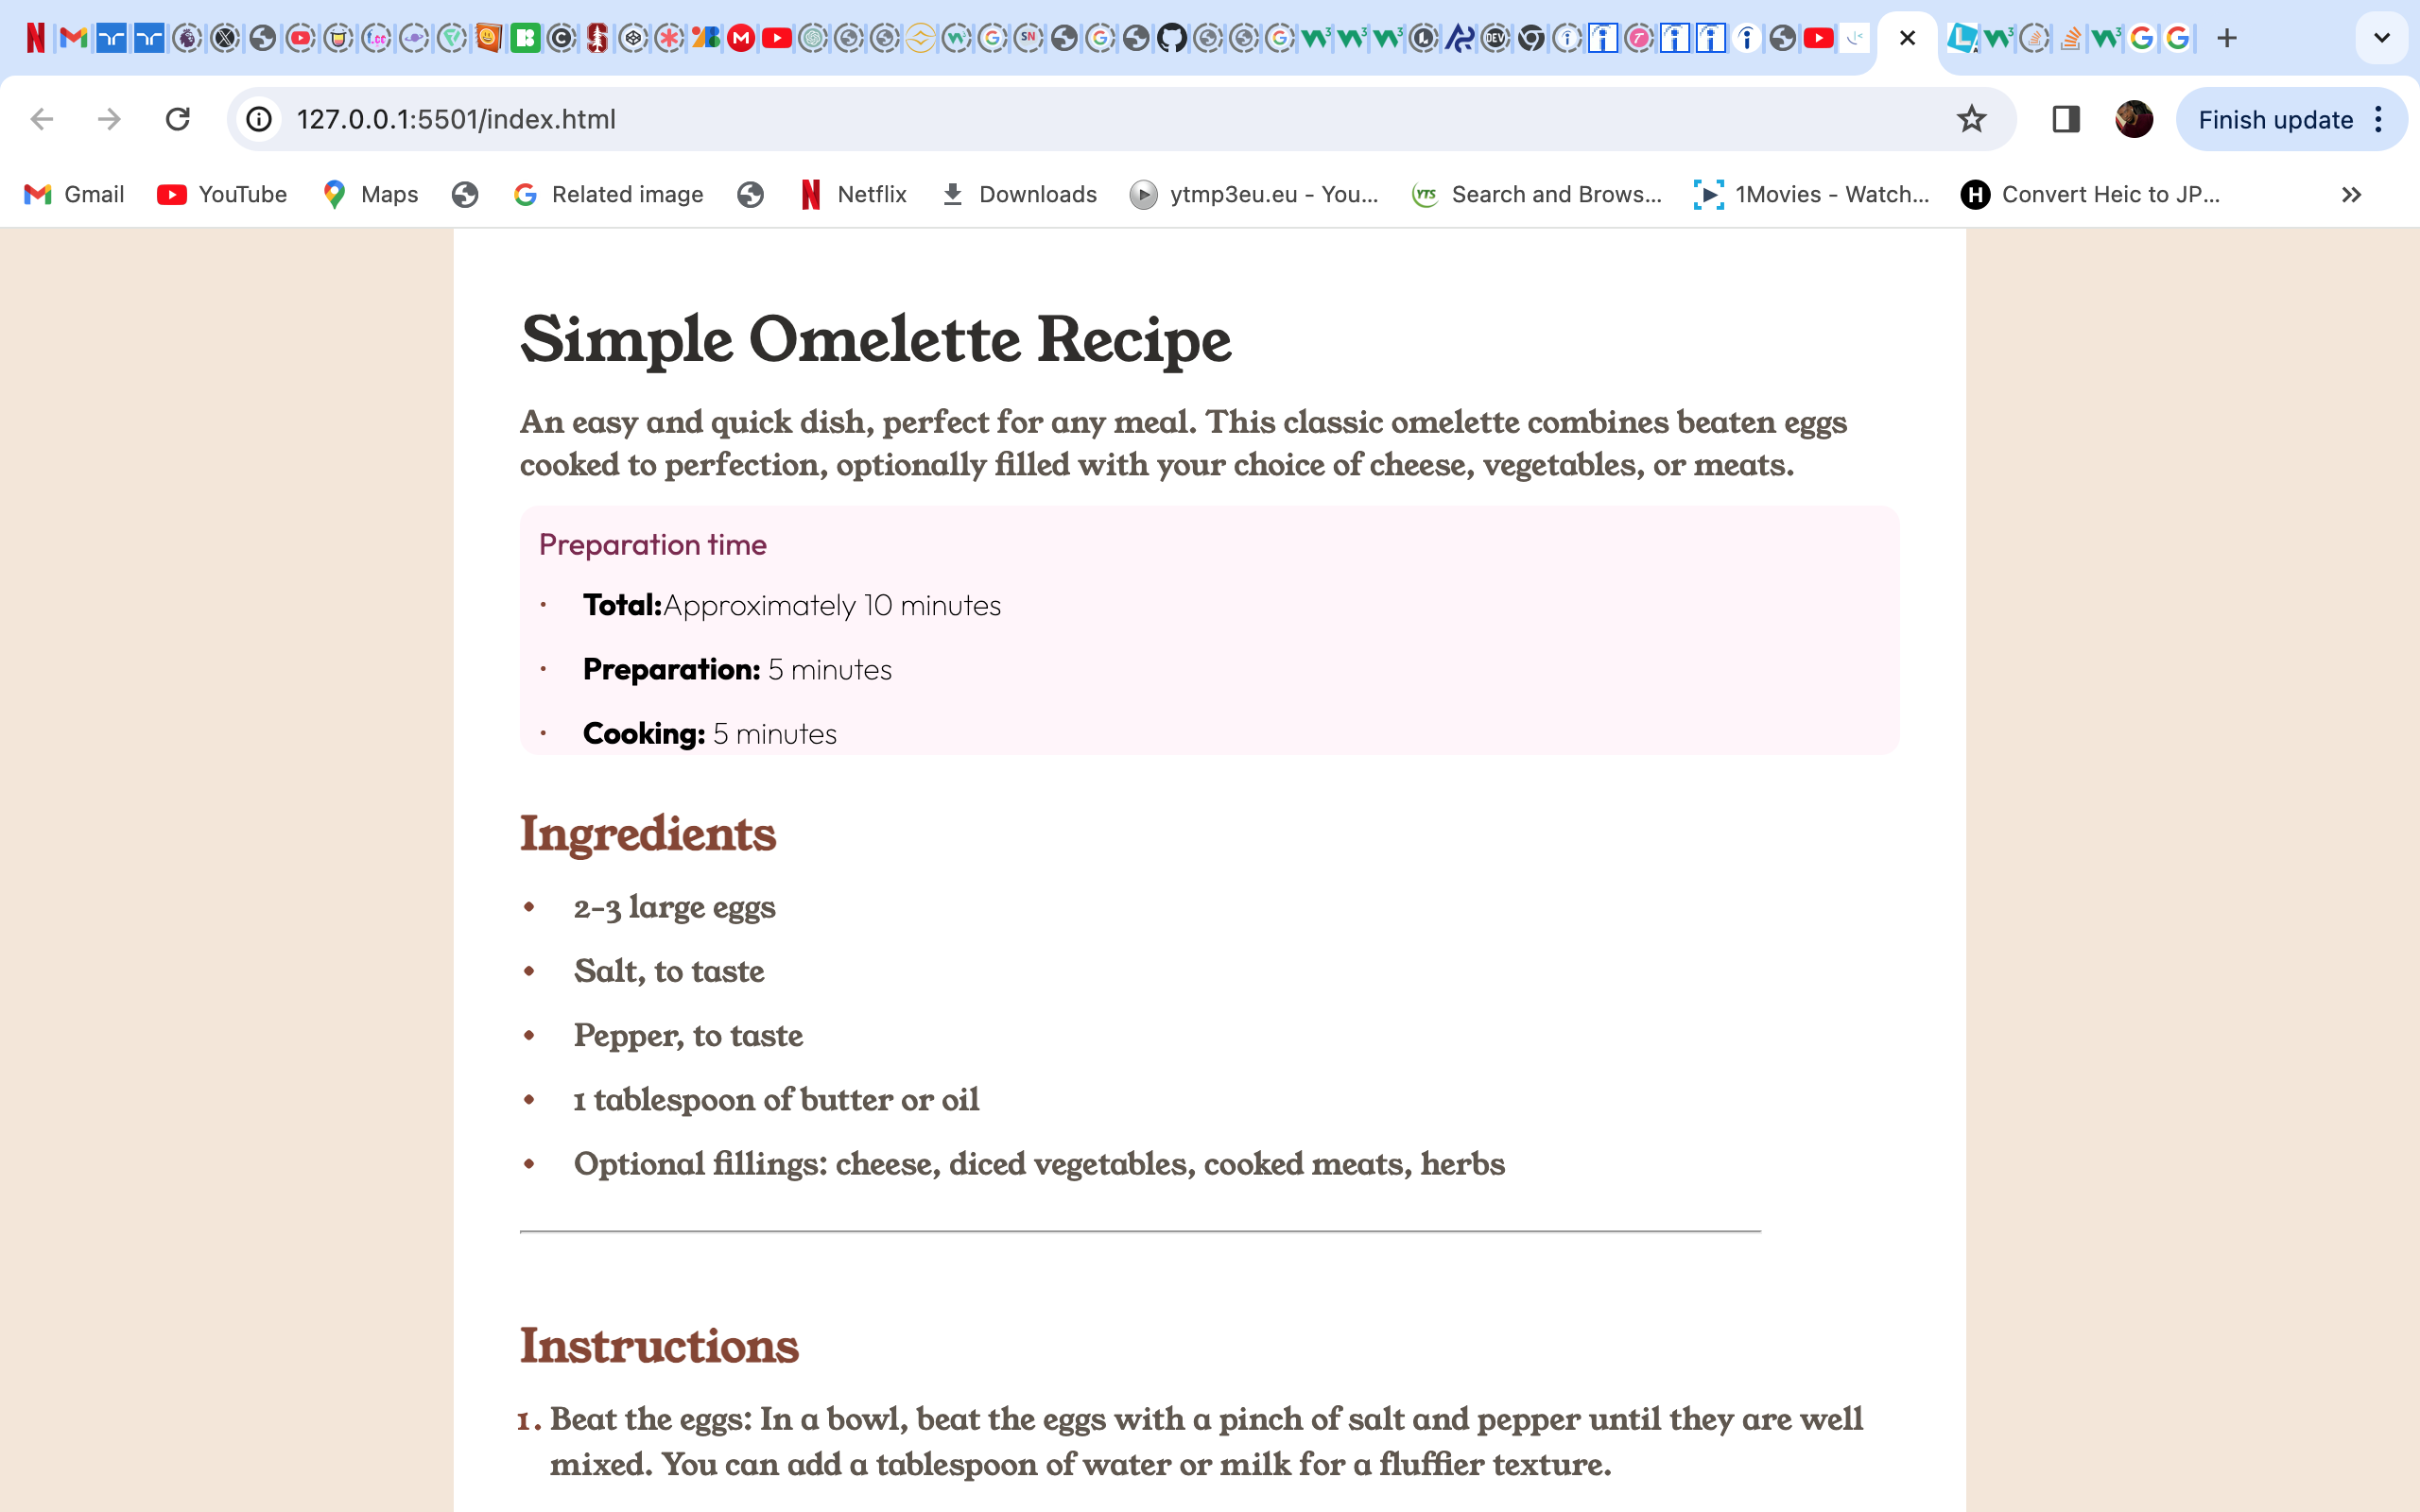 127.0.0.1:5501/index.html
Finish update
Gmail YouTube Maps Related image Netflix Downloads ytmp3eu.eu - You... Search and Brows... 1Movies - Watch... Convert Heic to JP...
Simple Omelette Recipe
An easy and quick dish, perfect for any meal. This classic omelette combines beaten eggs
cooked to perfection, optionally filled with your choice of cheese, vegetables, or meats.
Preparation time
• Total:Approximately 10 minutes
• Preparation: 5 minutes
• Cooking: 5 minutes
Ingredients
• 2-3 large eggs
• Salt, to taste
• Pepper, to taste
• 1 tablespoon of butter or oil
• Optional fillings: cheese, diced vegetables, cooked meats, herbs
Instructions
1. Beat the eggs: In a bowl, beat the eggs with a pinch of salt and pepper until they are well
mixed. You can add a tablespoon of water or milk for a fluffier texture.